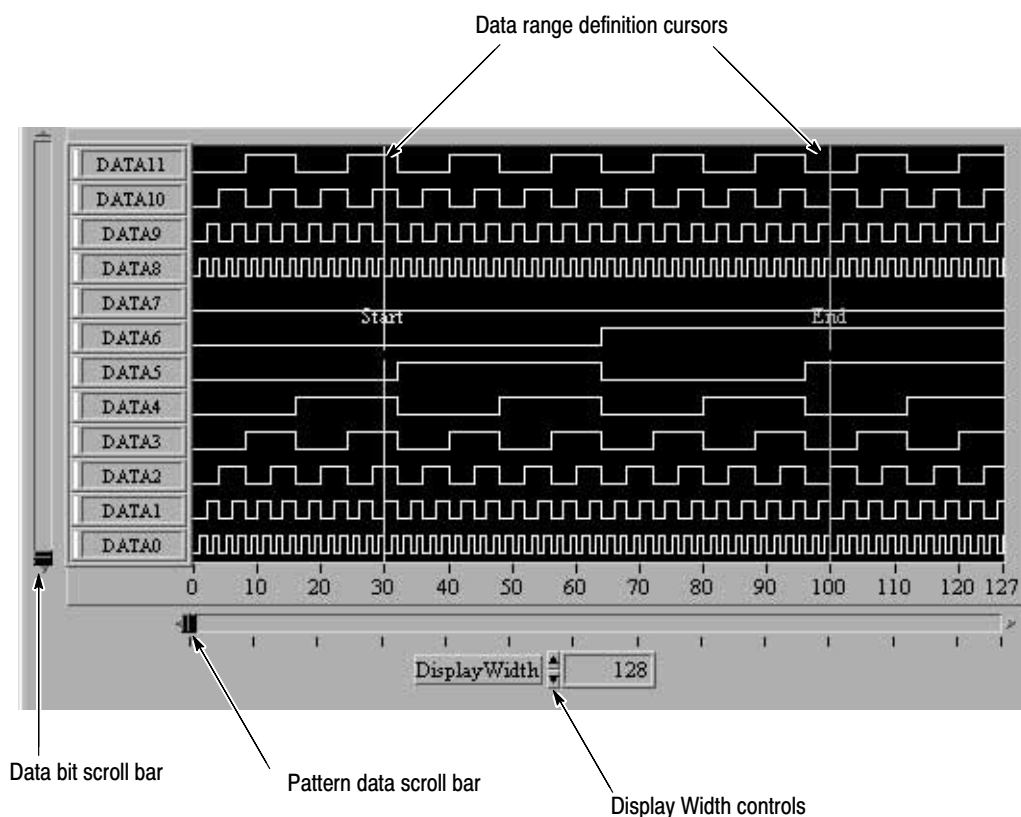 Data range definition cursors
DATA11
DATA10
DATA9
DATA8
DATA7
Start End
DATA6
DATA5
DATA4
DATA3
DATA2
DATA1
DATA0
0 10 20 30 40 50 60 70 80 90 100 110 120 127
DisplayWidth 128
Data bit scroll bar
Pattern data scroll bar
Display Width controls